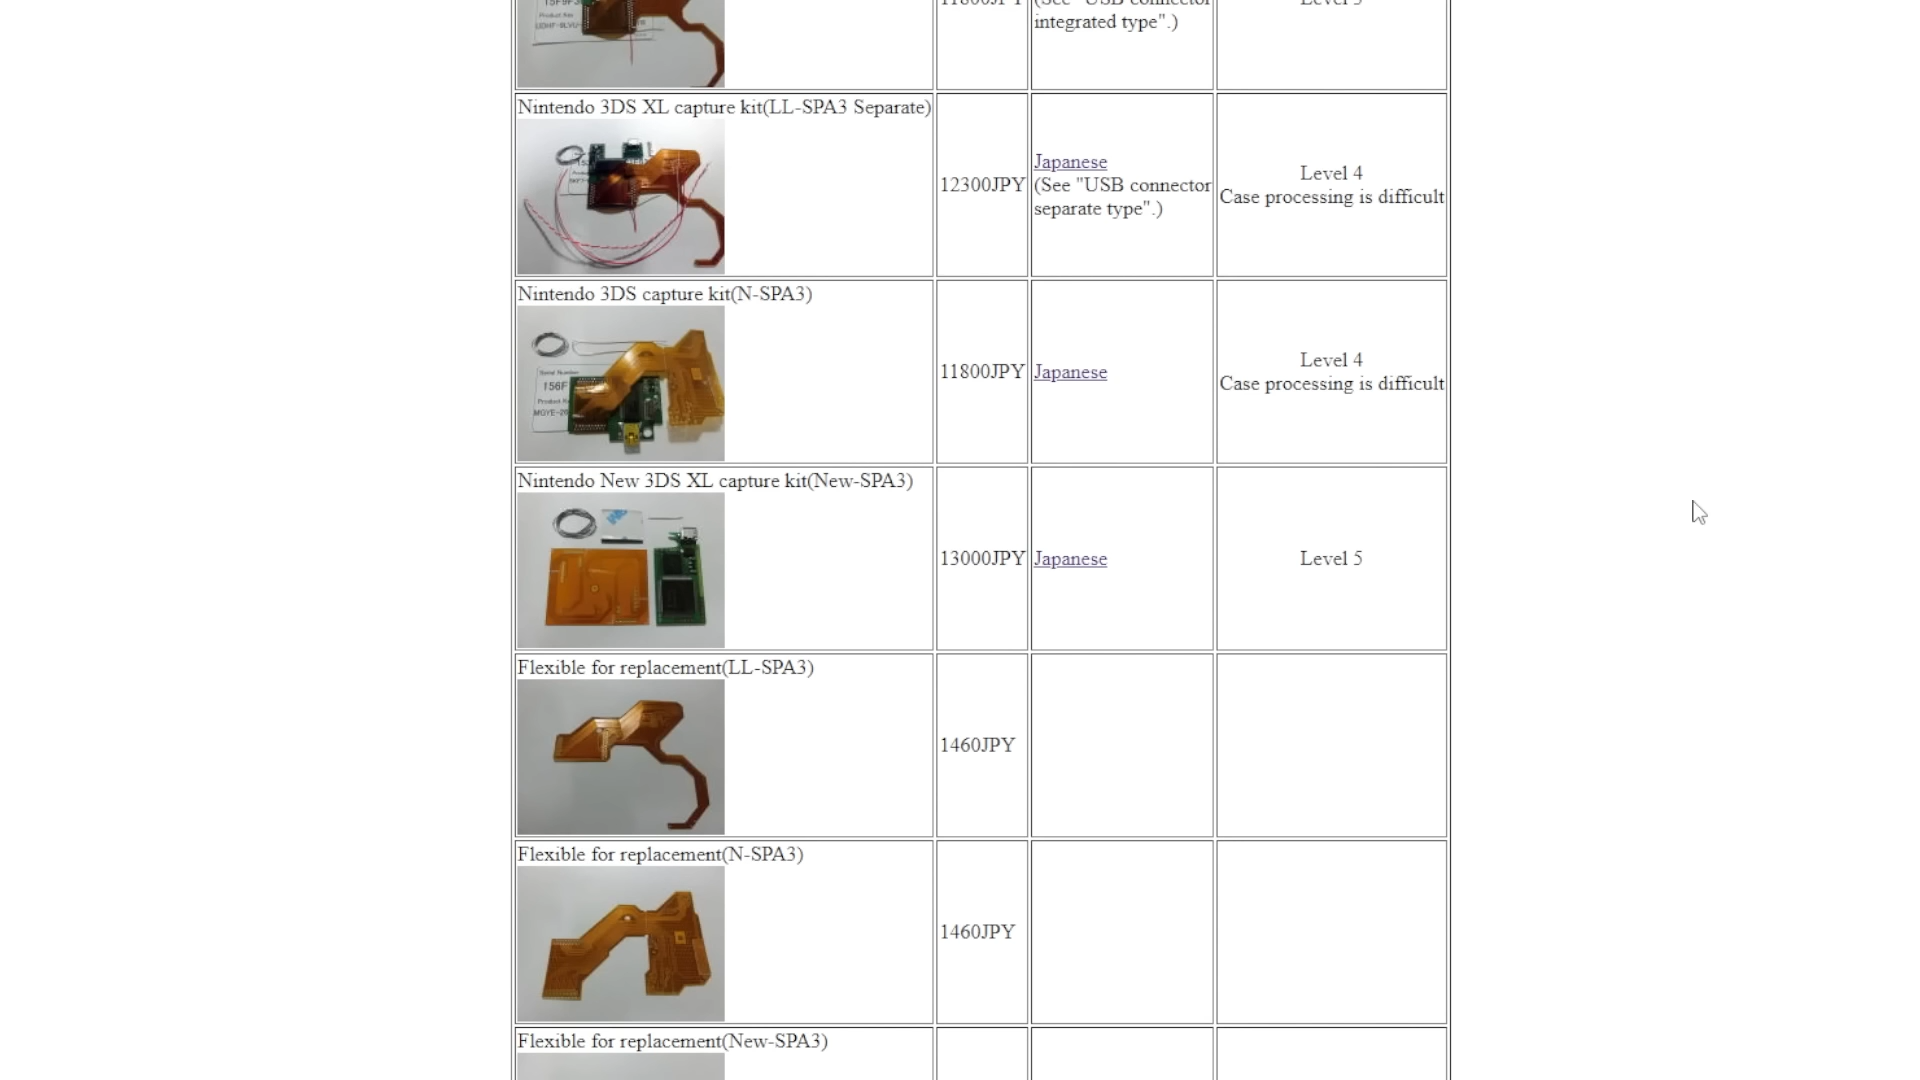 integrated type".)
Nintendo 3DS XL capture kit(LL-SPA3 Separate)
12300JPY
Japanese
(See "USB connector
separate type".)
Level 4
Case processing is difficult
Nintendo 3DS capture kit(N-SPA3)
Serial Number
156F
11800JPY
Japanese
Level 4
Case processing is difficult
Nintendo New 3DS XL capture kit(New-SPA3)
13000JPY
Japanese
Level 5
Flexible for replacement(LL-SPA3)
1460JPY
Flexible for replacement(N-SPA3)
1460JPY
Flexible for replacement(New-SPA3)